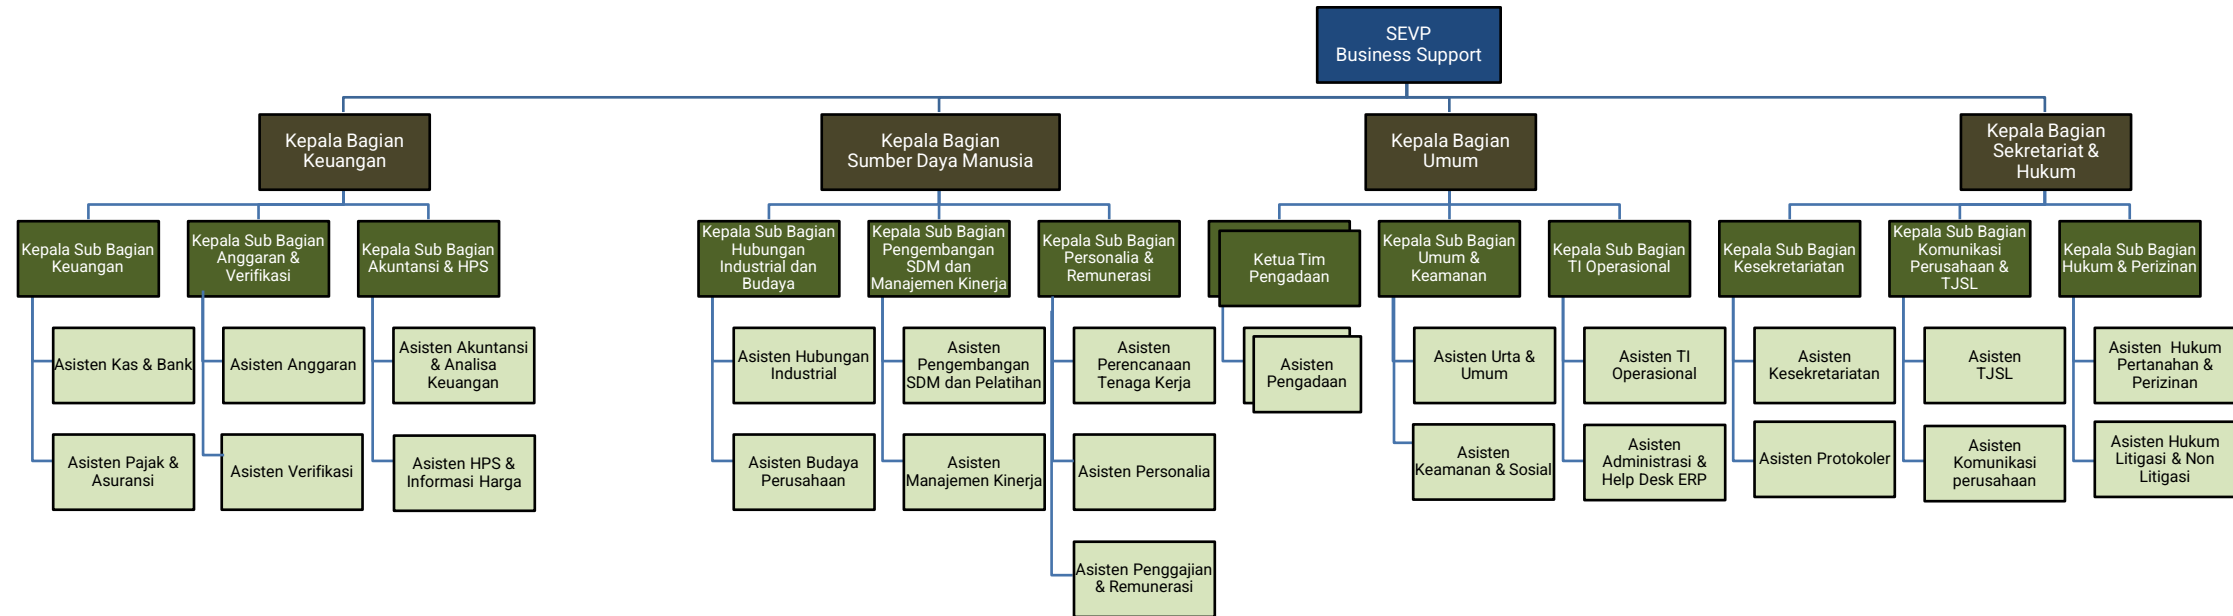 SEVP
Business Support
Kepala Bagian
Keuangan
Kepala Bagian
Sumber Daya Manusia
Kepala Bagian
Umum
Kepala Bagian
Sekretariat &
Hukum
Kepala Sub Bagian
Keuangan
Kepala Sub Bagian
Anggaran &
Verifikasi
Kepala Sub Bagian
Akuntansi & HPS
Kepala Sub Bagian
Hubungan
Industrial dan
Budaya
Kepala Sub Bagian
Pengembangan
SDM dan
Manajemen Kinerja
Kepala Sub Bagian
Personalia &
Remunerasi
Ketua Tim
Pengadaan
Kepala Sub Bagian
Umum &
Keamanan
Kepala Sub Bagian
TI Operasional
Kepala Sub Bagian
Kesekretariatan
Kepala Sub Bagian
Komunikasi
Perusahaan &
TJSL
Kepala Sub Bagian
Hukum & Perizinan
Asisten Kas & Bank
Asisten Anggaran
Asisten Akuntansi
& Analisa
Keuangan
Asisten Hubungan
Industrial
Asisten
Pengembangan
SDM dan Pelatihan
Asisten
Perencanaan
Tenaga Kerja
Asisten
Pengadaan
Asisten Urta &
Umum
Asisten TI
Operasional
Asisten
Kesekretariatan
Asisten
TJSL
Asisten  Hukum
Pertanahan &
Perizinan
Asisten Pajak &
Asuransi
Asisten Verifikasi
Asisten HPS &
Informasi Harga
Asisten Budaya
Perusahaan
Asisten
Manajemen Kinerja
Asisten Personalia
Asisten
Keamanan & Sosial
Asisten
Administrasi &
Help Desk ERP
Asisten Protokoler
Asisten
Komunikasi
perusahaan
Asisten Hukum
Litigasi & Non
Litigasi
Asisten Penggajian
& Remunerasi